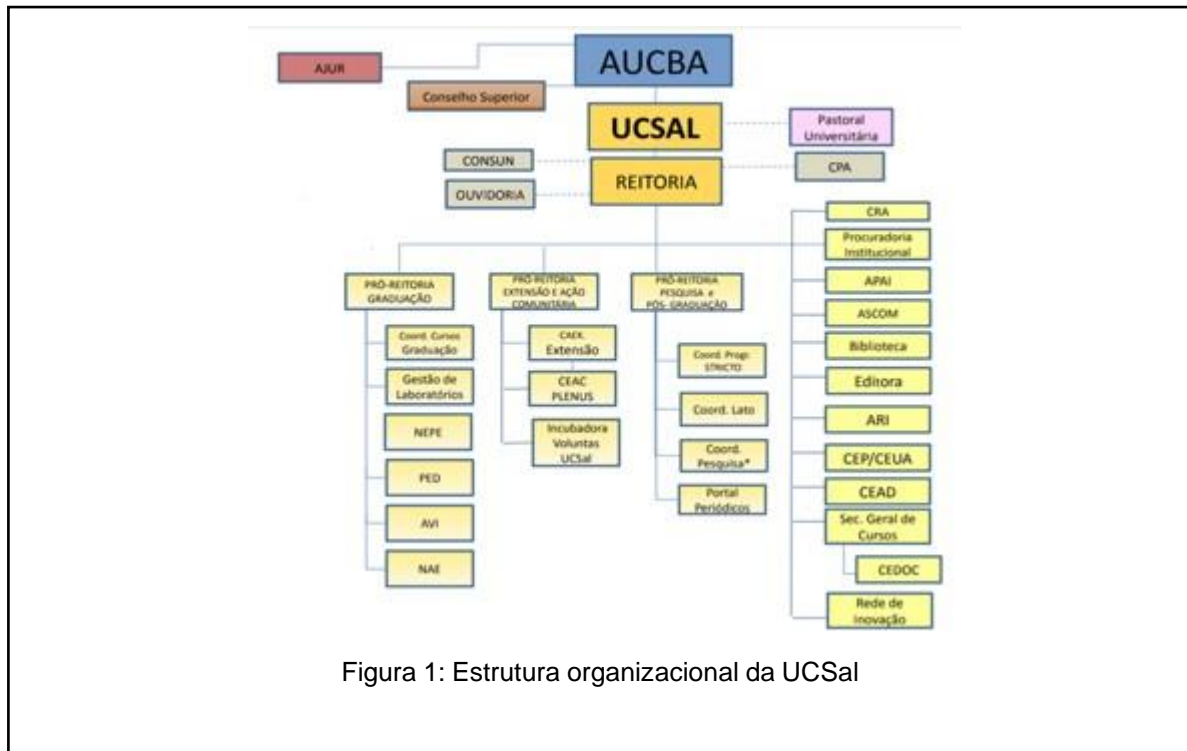 AUCBA
AJUR
Conselho Superior
UCSAL
Pastoral
Universitária
CONSUN
REITORIA
CPA
OUVIDORIA
CRA
Procuradoria
Institucional
PRÓ-REITORIA
GRADUAÇÃO
PRÓ-REITORIA
EXTENSÃO E AÇÃO
COMUNITÁRIA
PRÓ-REITORIA
PESQUISA e
PÓS- GRADUAÇÃO
APAI
ASCOM
Biblioteca
Editora
ARI
CEP/CEUA
CEAD
Sec. Geral de
Cursos
CEDOC
Rede de
Inovação
Coord. Cursos
Graduação
Gestão de
Laboratórios
NEPE
PED
AVI
NAE
CAEX.
Extensão
CEAC
PLENUS
Incubadora
Voluntas
UCSal
Coord. Progr.
STRICTO
Coord. Lato
Coord.
Pesquisa*
Portal
Periódicos
Figura 1: Estrutura organizacional da UCSal